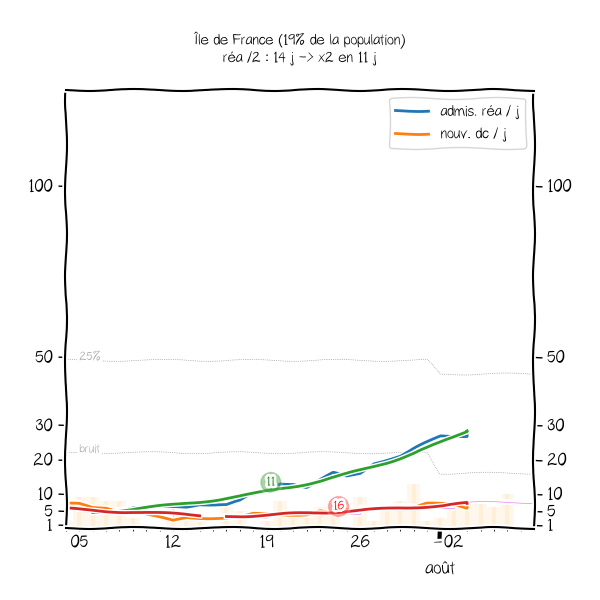 Île de France (19% de la population)
réa /2 : 14 j -> x2 en 11 j
admis. réa / j
nouv. dc / j
100 100
50 50
25%
30 30
bruit
20 20
11
10 10
16
5 5
1 1
05 12 19 26 02
août